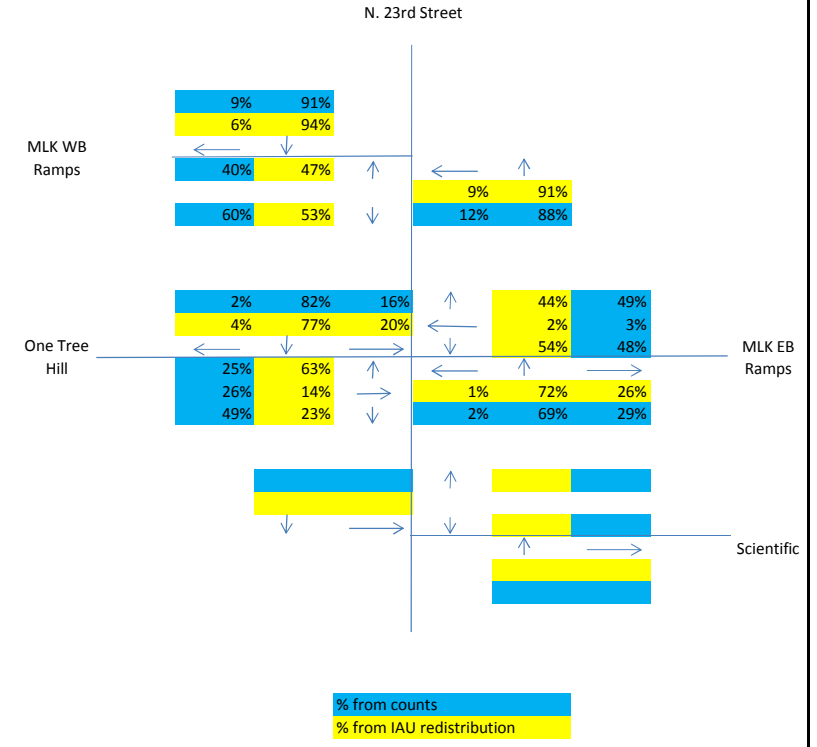 N. 23rd Street
9% 91%
6% 94%
MLK WB
Ramps
40% 47%
9% 91%
60% 53%
12% 88%
2% 82% 16%
44% 49%
4% 77% 20%
2% 3%
One Tree
Hill
54% 48%
MLK EB
Ramps
25% 63%
26% 14%
1% 72% 26%
49% 23%
2% 69% 29%
Scientific
% from counts
% from IAU redistribution